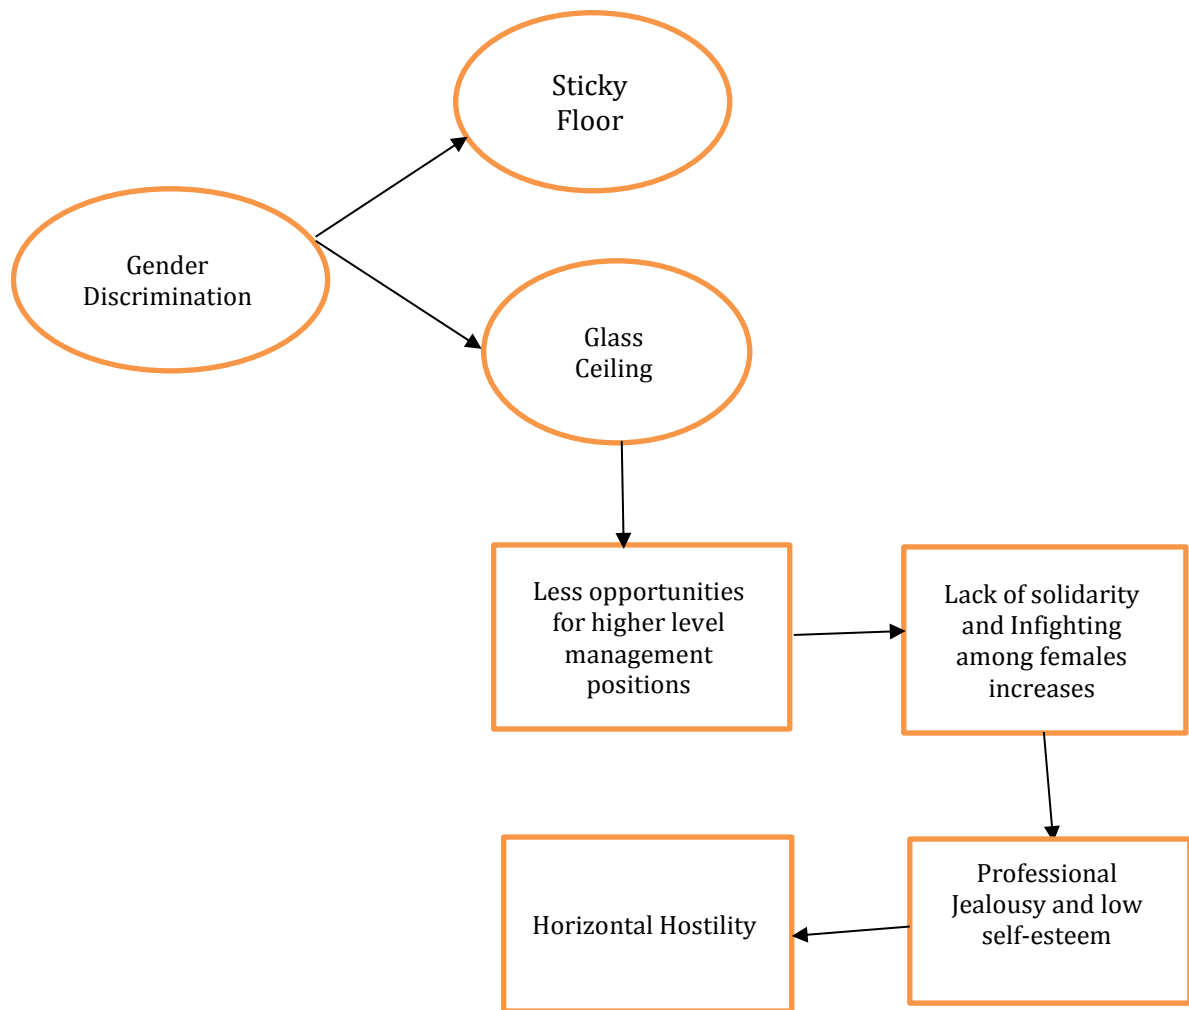 Sticky
Floor
Gender
Discrimination
Glass
Ceiling
Less opportunities
for higher level
management
positions
Lack of solidarity
and Infighting
among females
increases
Professional
Jealousy and low
self-esteem
Horizontal Hostility